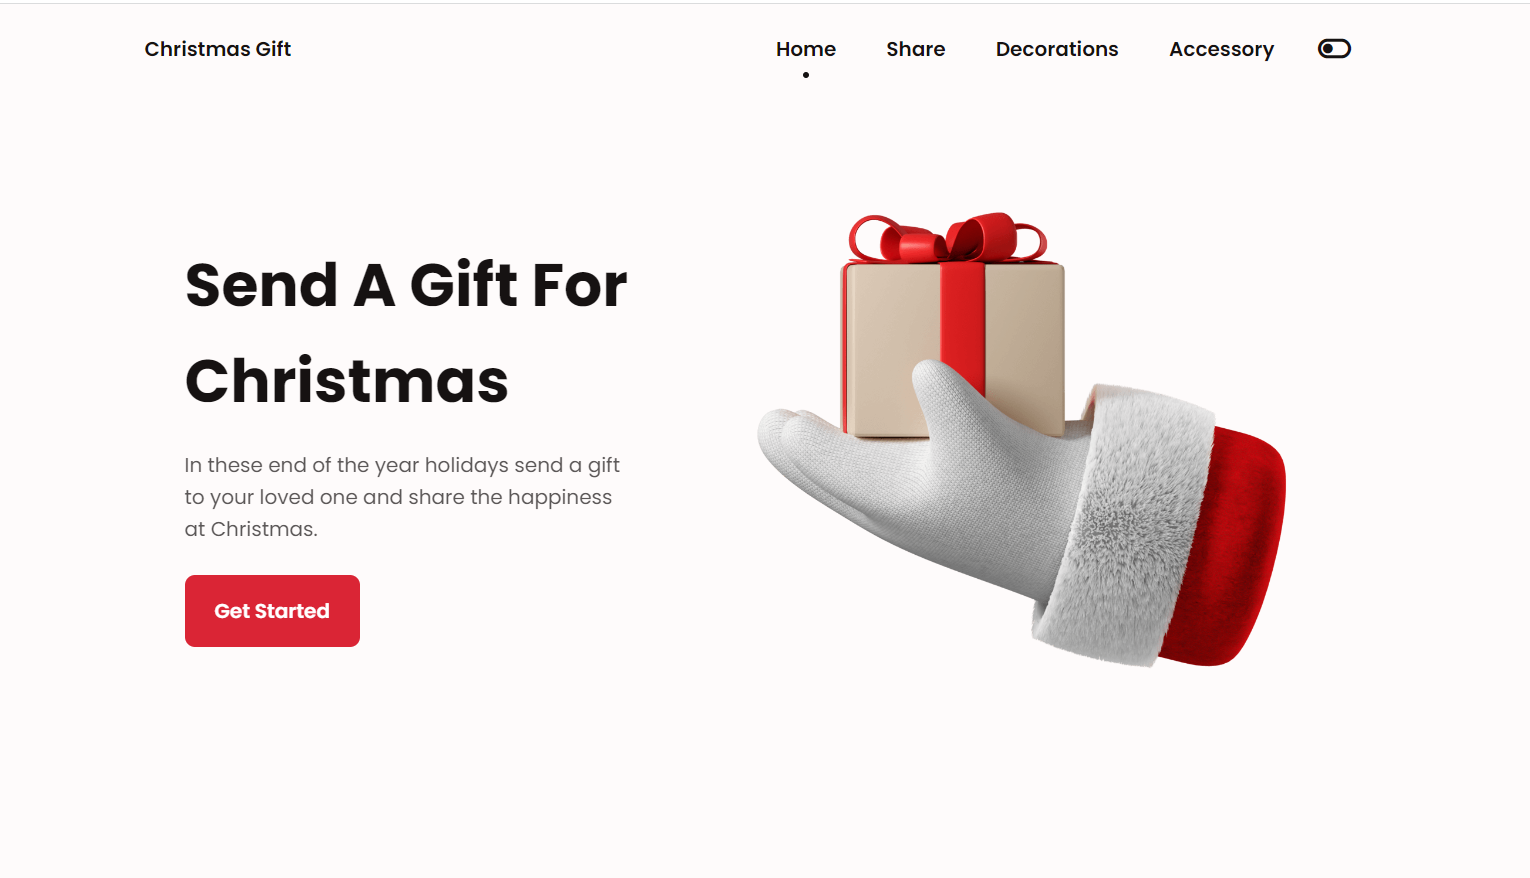 Christmas Gift
Home Share Decorations Accessory
Send A Gift For
Christmas
In these end of the year holidays send a gift
to your loved one and share the happiness
at Christmas.
Get Started